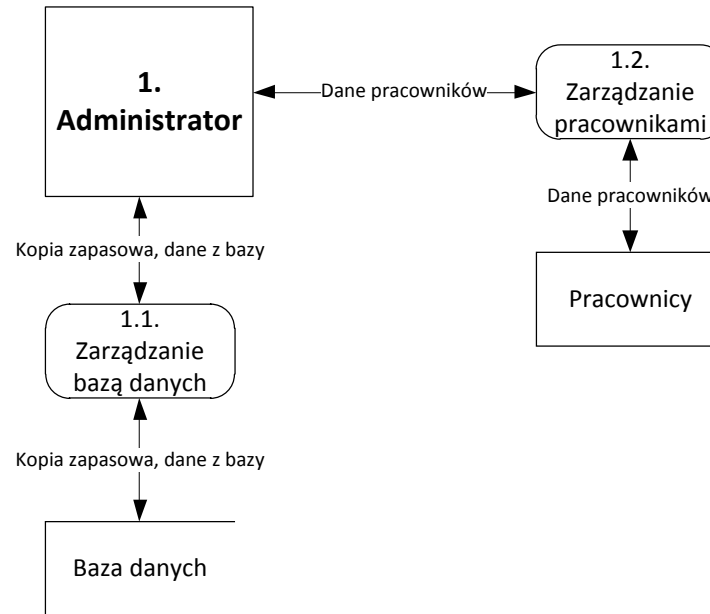 1.
Administrator
Dane pracowników
1.2.
Zarządzanie
pracownikami
Dane pracowników
Kopia zapasowa, dane z bazy
Pracownicy
1.1.
Zarządzanie
bazą danych
Kopia zapasowa, dane z bazy
Baza danych